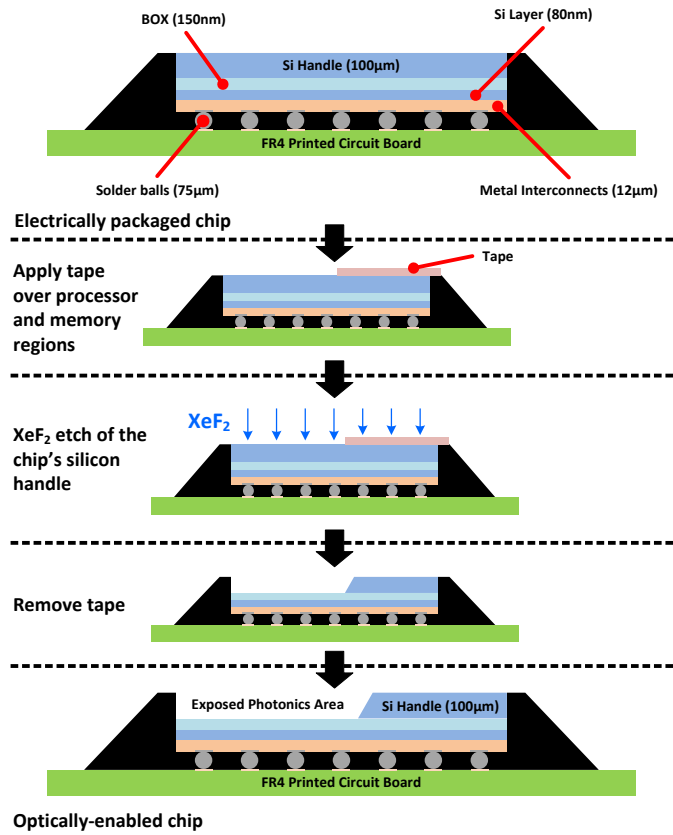 BOX (150nm)
Si Layer (80nm)
Si Handle (100µm)
FR4 Printed Circuit Board
Solder balls (75µm)
Metal Interconnects (12µm)
Electrically packaged chip
Apply tape
over processor
and memory
regions
Tape
XeF₂
XeF₂ etch of the
chip's silicon
handle
Remove tape
Exposed Photonics Area
Si Handle (100µm)
FR4 Printed Circuit Board
Optically-enabled chip